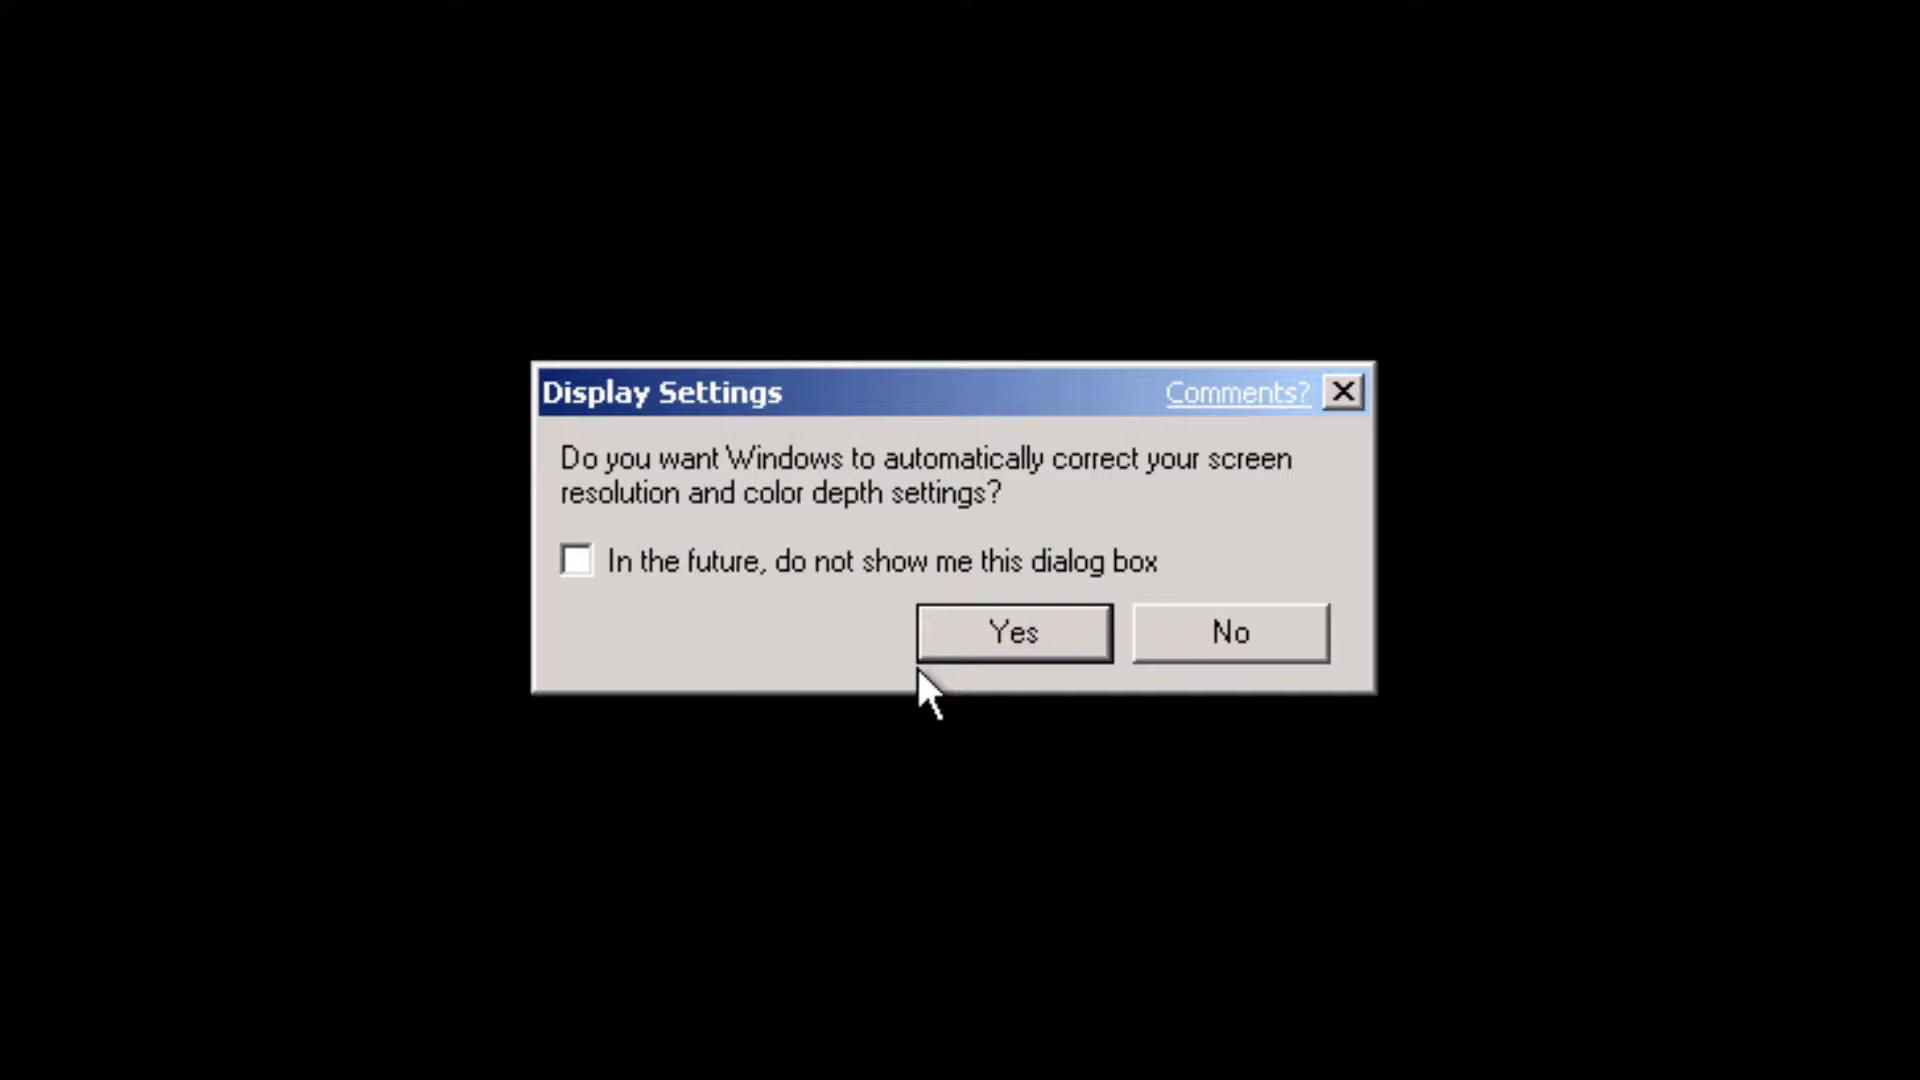 Display Settings Comments?
Do you want Windows to automatically correct your screen
resolution and color depth settings?
In the future, do not show me this dialog box
Yes No